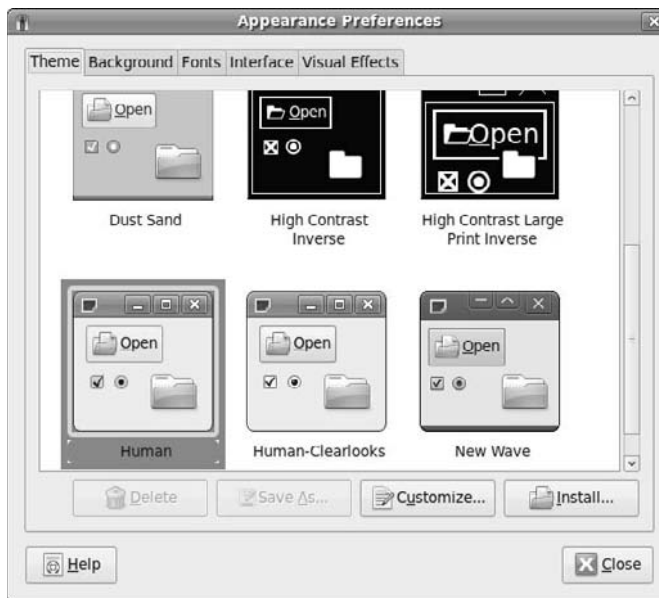 Appearance Preferences
Theme Background Fonts Interface Visual Effects
Open Open Open
Dust Sand High Contrast Inverse High Contrast Large Print Inverse
Open Open Open
Human Human-Clearlooks New Wave
Delete Save As... Customize... Install...
Help Close